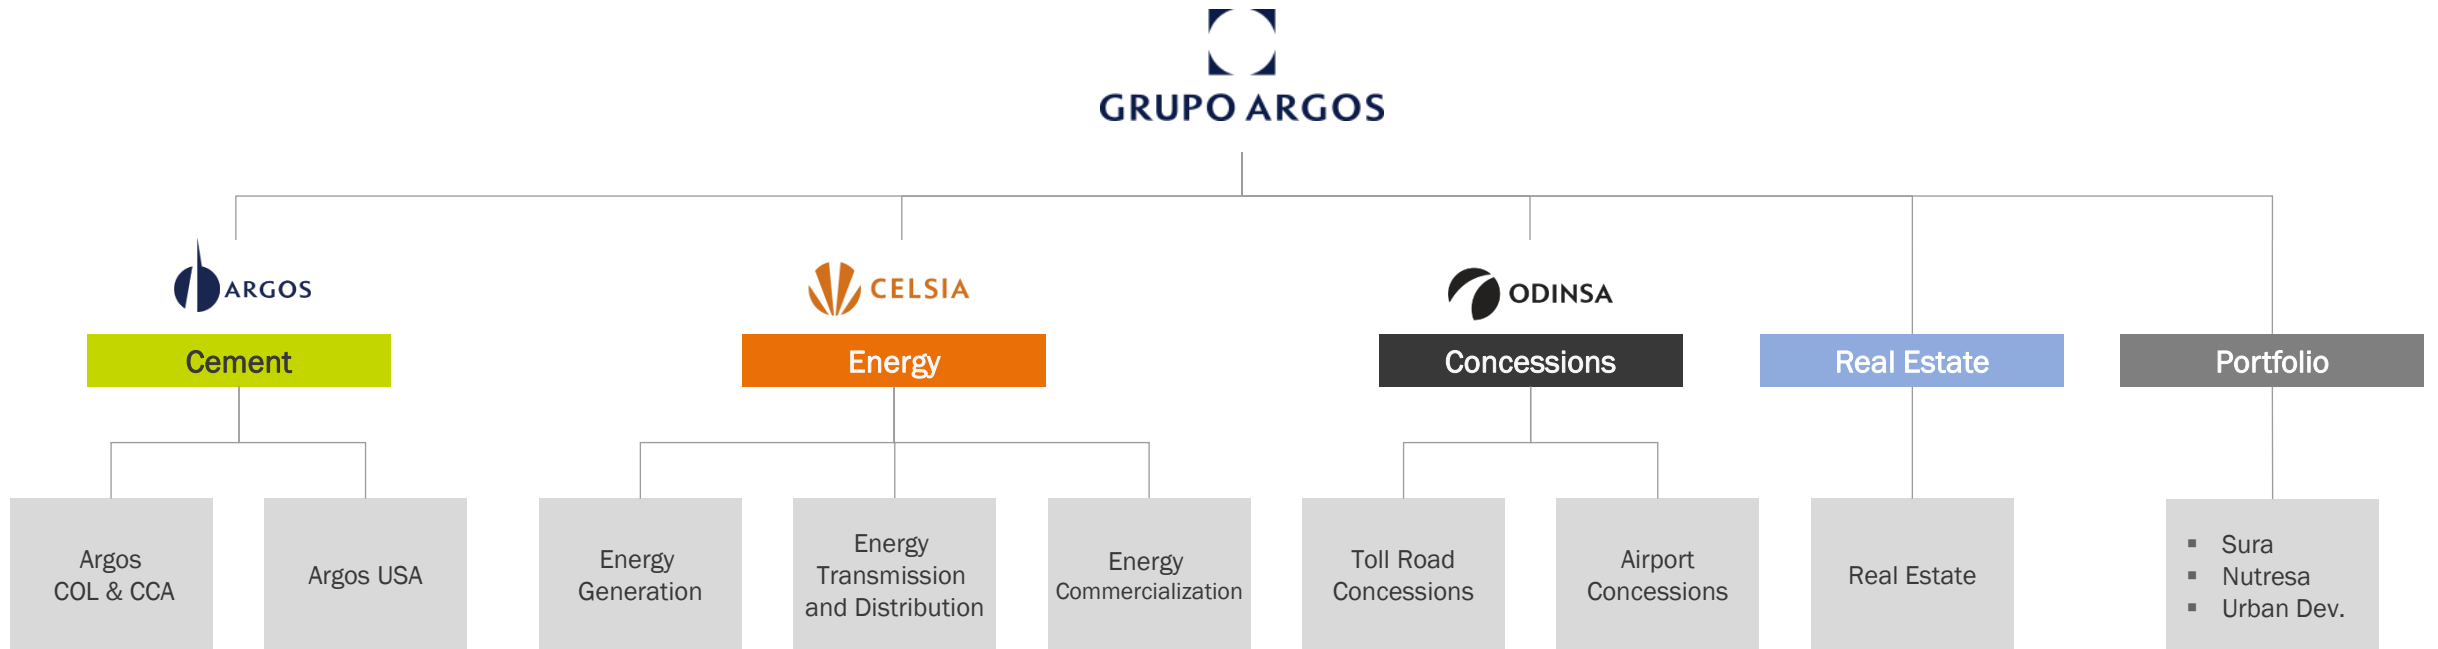 GRUPO ARGOS
ARGOS
CELSIA
ODINSA
Cement
Energy
Concessions
Real Estate
Portfolio
Argos
COL & CCA
Argos USA
Energy
Generation
Energy
Transmission
and Distribution
Energy
Commercialization
Toll Road
Concessions
Airport
Concessions
Real Estate
▪ Sura
▪ Nutresa
▪ Urban Dev.